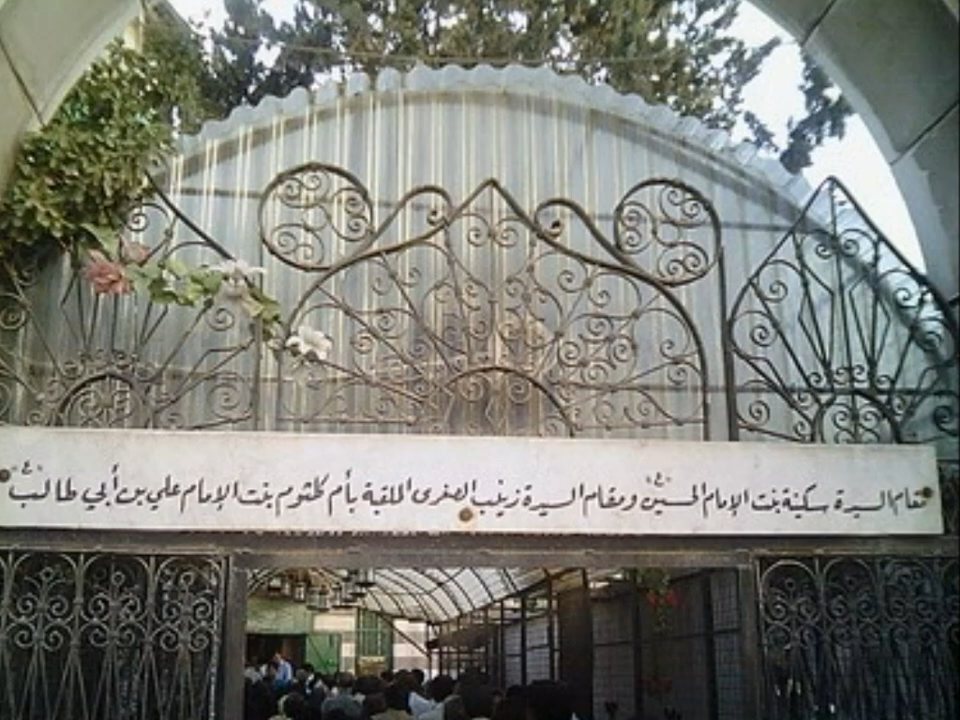 مقام السيدة سكينة بنت الإمام الحسين "ع" ومقام السيدة زينب الصغرى الملقبة بأم كلثوم بنت الإمام علي بن أبي طالب "ع"